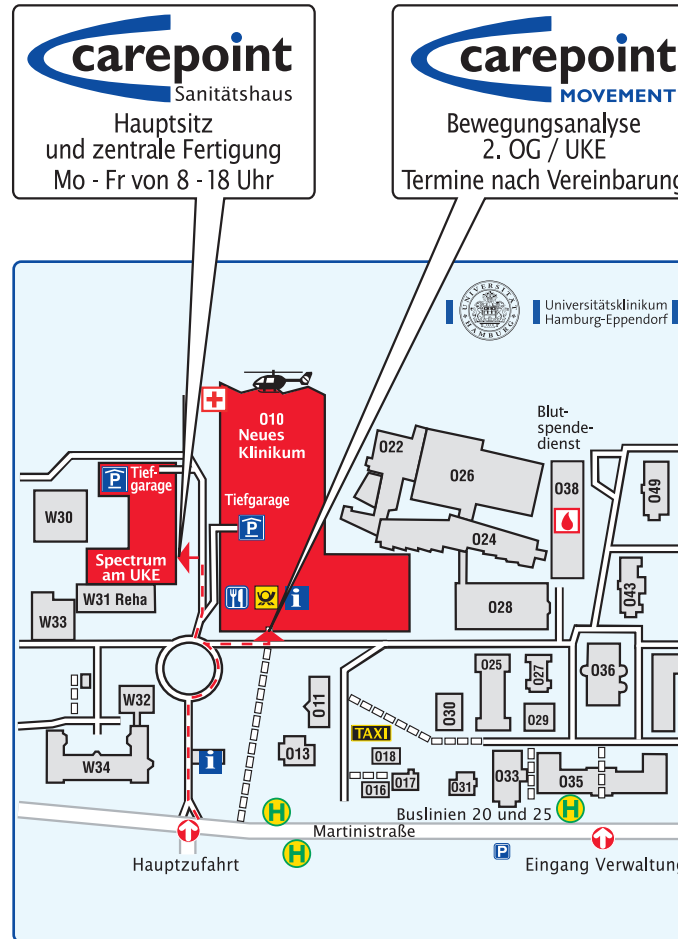 carepoint
Sanitätshaus
Hauptsitz
und zentrale Fertigung
Mo - Fr von 8 - 18 Uhr
carepoint
MOVEMENT
Bewegungsanalyse
2. OG / UKE
Termine nach Vereinbarung
UNIVERSITÄT HAMBURG
Universitätsklinikum
Hamburg-Eppendorf
O10
Neues
Klinikum
Tiefgarage
P
P
Tief-
garage
Spectrum
am UKE
W30
W31 Reha
W33
W32
W34
i
i
O22
O26
O24
O28
Blut-
spende-
dienst
O38
O49
O43
O36
O25
O27
O29
O30
O11
O13
TAXI
O18
O16
O17
O31
O33
O35
Buslinien 20 und 25
H
H
H
Martinistraße
P
Hauptzufahrt
Eingang Verwaltung